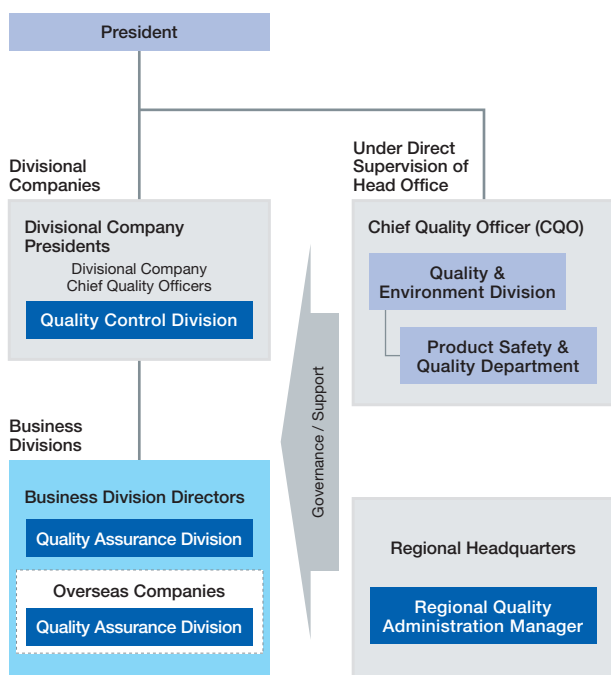 President
Divisional
Companies
Divisional Company
Presidents
Divisional Company
Chief Quality Officers
Quality Control Division
Business
Divisions
Business Division Directors
Quality Assurance Division
Overseas Companies
Quality Assurance Division
Governance / Support
Under Direct
Supervision of
Head Office
Chief Quality Officer (CQO)
Quality &
Environment Division
Product Safety &
Quality Department
Regional Headquarters
Regional Quality
Administration Manager